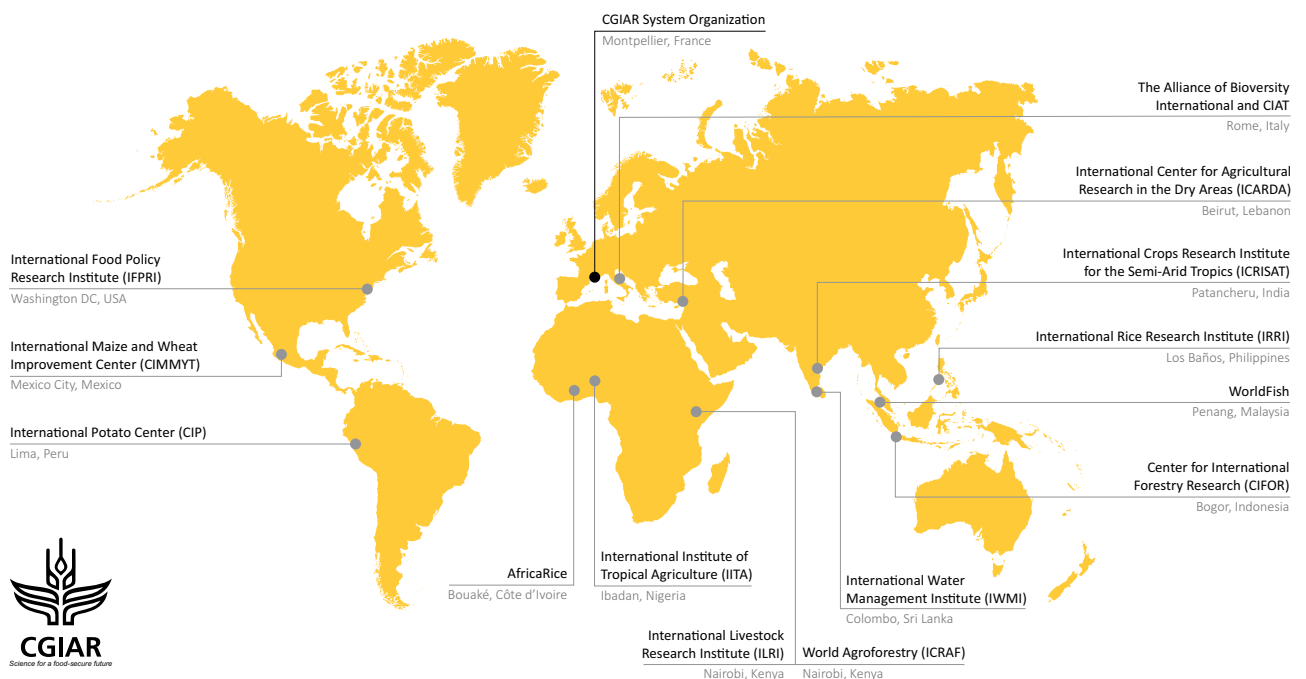 CGIAR System Organization
Montpellier, France
The Alliance of Bioversity
International and CIAT
Rome, Italy
International Center for Agricultural
Research in the Dry Areas (ICARDA)
Beirut, Lebanon
International Food Policy
Research Institute (IFPRI)
Washington DC, USA
International Crops Research Institute
for the Semi-Arid Tropics (ICRISAT)
Patancheru, India
International Maize and Wheat
Improvement Center (CIMMYT)
Mexico City, Mexico
International Rice Research Institute (IRRI)
Los Baños, Philippines
WorldFish
Penang, Malaysia
International Potato Center (CIP)
Lima, Peru
Center for International
Forestry Research (CIFOR)
Bogor, Indonesia
AfricaRice
Bouaké, Côte d’Ivoire
International Institute of
Tropical Agriculture (IITA)
Ibadan, Nigeria
International Water
Management Institute (IWMI)
Colombo, Sri Lanka
International Livestock
Research Institute (ILRI)
Nairobi, Kenya
World Agroforestry (ICRAF)
Nairobi, Kenya
CGIAR
Science for a food-secure future